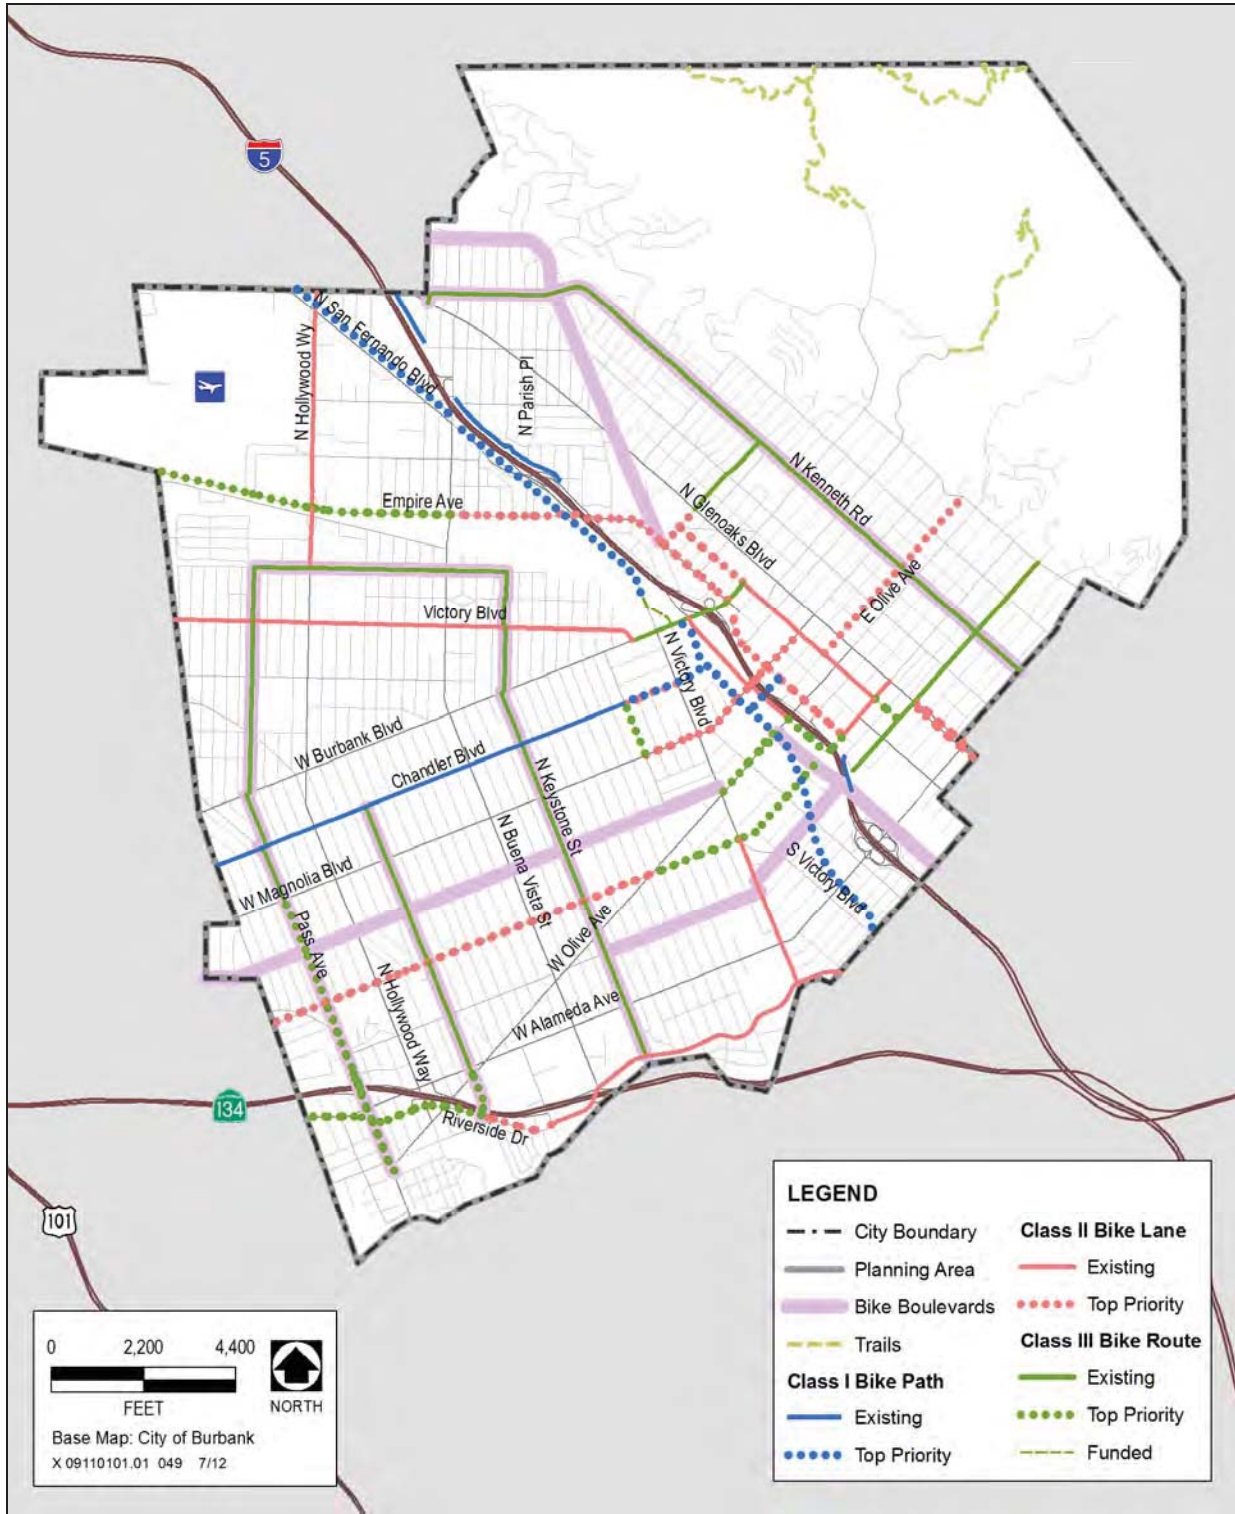 5
N San Fernando Blvd
N Hollywood Wy
N Parish Pl
Empire Ave
N Glenoaks Blvd
N Kenneth Rd
E Olive Ave
Victory Blvd
N Victory Blvd
W Burbank Blvd
Chandler Blvd
N Keystone St
N Buena Vista St
W Magnolia Blvd
S Victory Blvd
Pass Ave
W Olive Ave
N Hollywood Way
W Alameda Ave
134
Riverside Dr
101
LEGEND
City Boundary
Planning Area
Bike Boulevards
Trails
Class I Bike Path
Existing
Top Priority
Class II Bike Lane
Existing
Top Priority
Class III Bike Route
Existing
Top Priority
Funded
0 2,200 4,400
FEET
NORTH
Base Map: City of Burbank
X 09110101.01 049 7/12